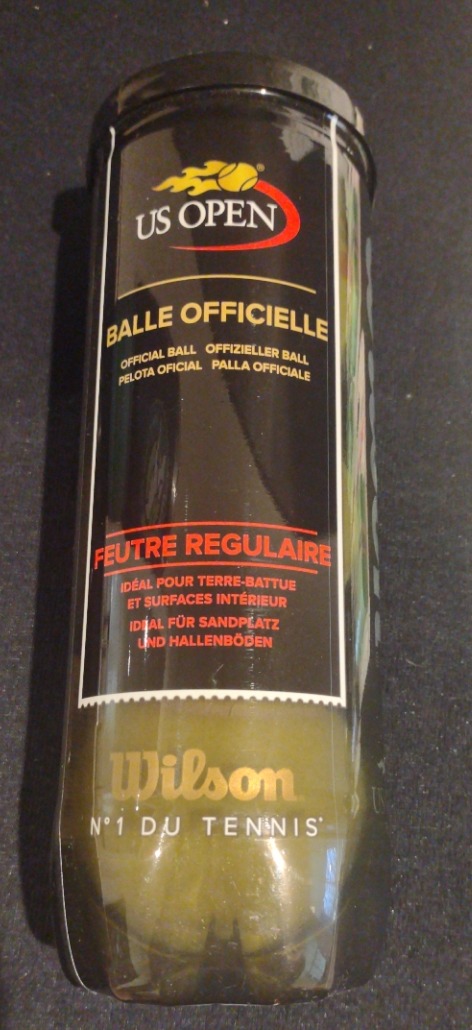 US OPEN
BALLE OFFICIELLE
OFFICIAL BALL OFFIZIELLER BALL
PELOTA OFICIAL PALLA OFFICIALE
FEUTRE REGULAIRE
IDÉAL POUR TERRE-BATTUE
ET SURFACES INTÉRIEUR
IDEAL FÜR SANDPLATZ
UND HALLENBÖDEN
Wilson
N°1 DU TENNIS*